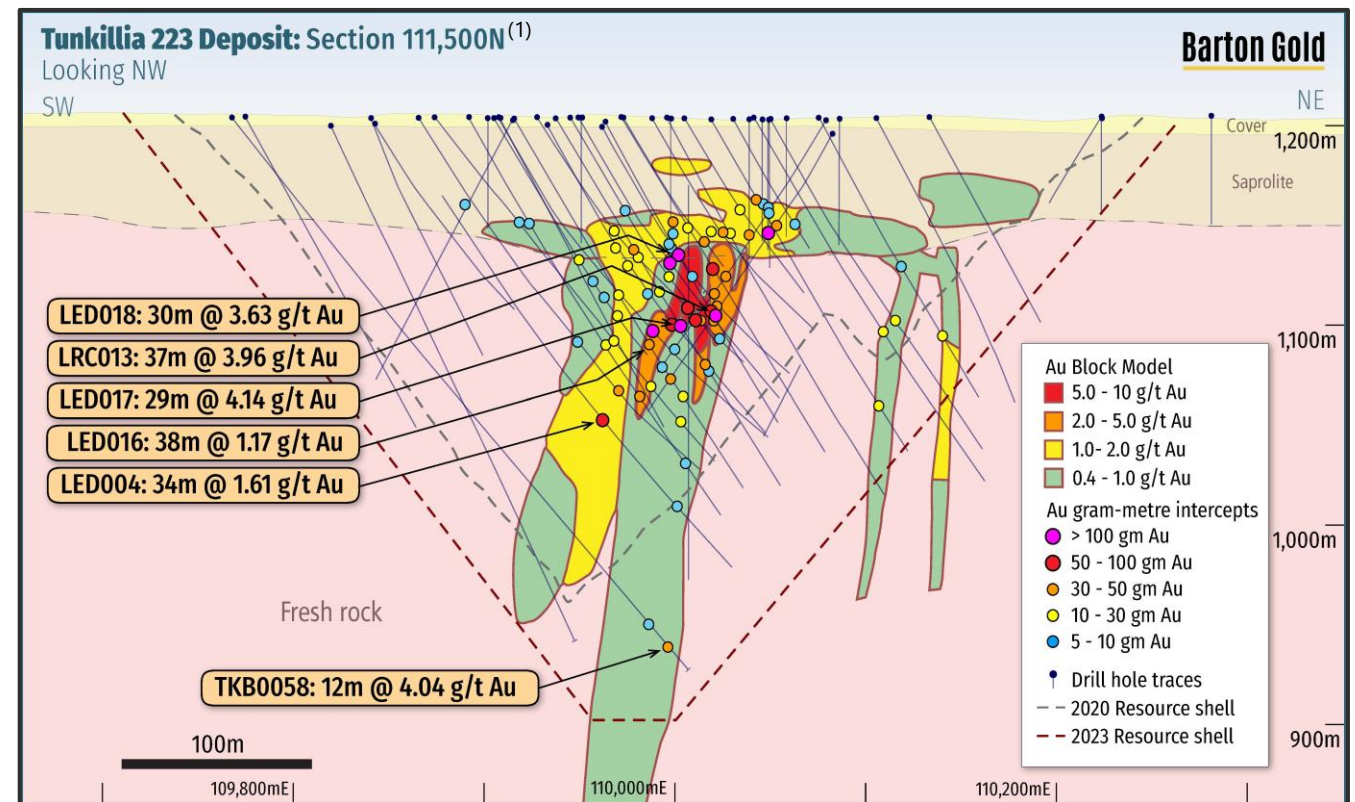 Tunkillia 223 Deposit: Section 111,500N(1)
Looking NW
SW
Barton Gold
NE
Cover
1,200m
Saprolite
LED018: 30m @ 3.63 g/t Au
LRC013: 37m @ 3.96 g/t Au
LED017: 29m @ 4.14 g/t Au
LED016: 38m @ 1.17 g/t Au
LED004: 34m @ 1.61 g/t Au
1,100m
Au Block Model
5.0 - 10 g/t Au
2.0 - 5.0 g/t Au
1.0- 2.0 g/t Au
0.4 - 1.0 g/t Au
Au gram-metre intercepts
> 100 gm Au
50 - 100 gm Au
30 - 50 gm Au
10 - 30 gm Au
5 - 10 gm Au
Drill hole traces
2020 Resource shell
2023 Resource shell
1,000m
Fresh rock
TKB0058: 12m @ 4.04 g/t Au
900m
100m
109,800mE
110,000mE
110,200mE